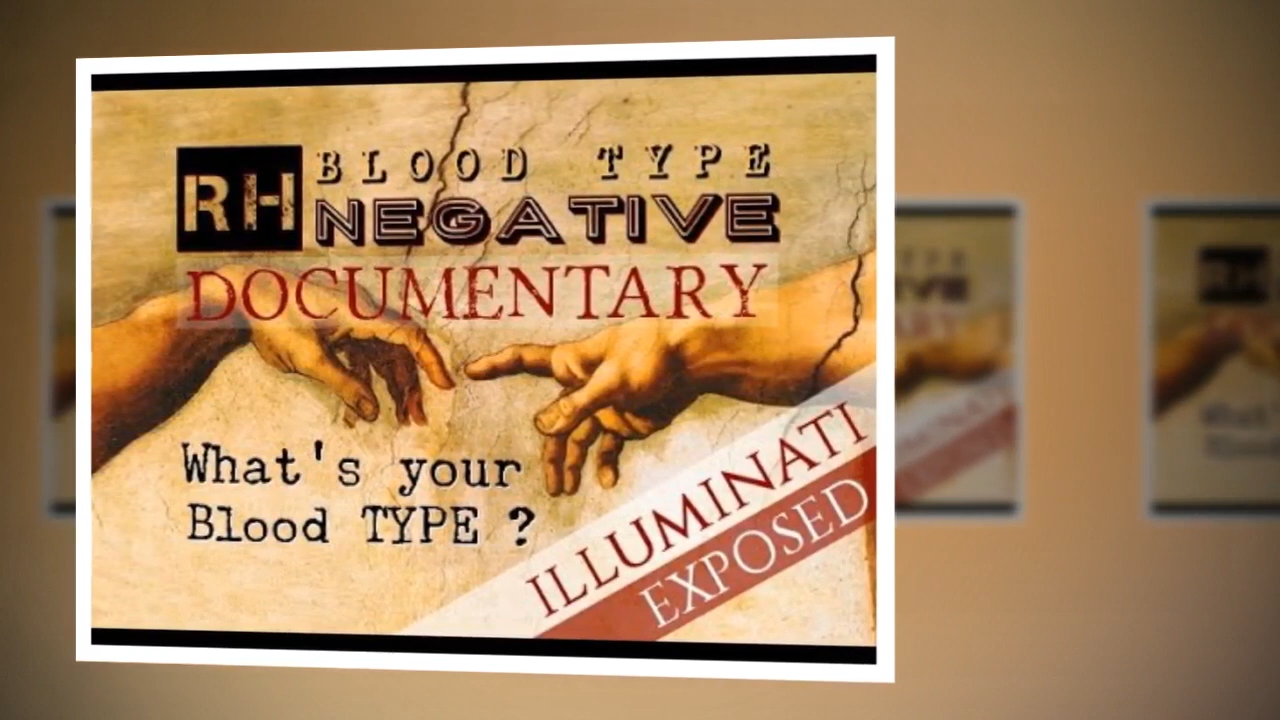 RH BLOOD TYPE
NEGATIVE
DOCUMENTARY
What's your
Blood TYPE ?
ILLUMINATI
EXPOSED